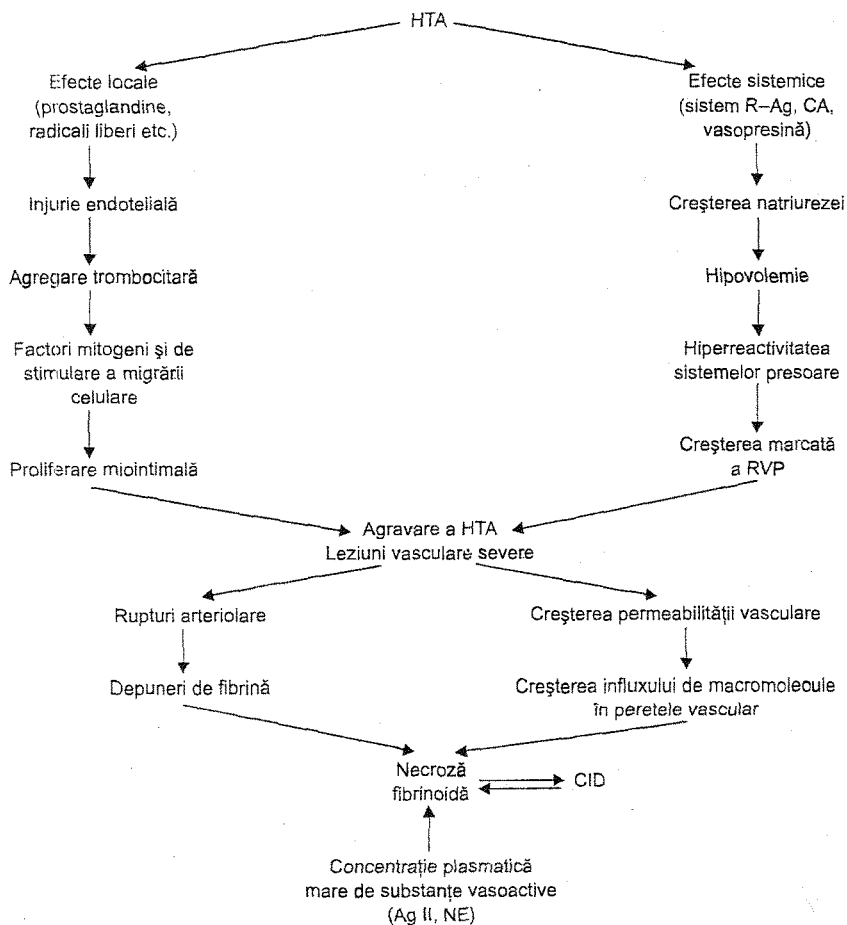 HTA
Efecte locale
(prostaglandine,
radicali liberi etc.)
Efecte sistemice
(sistem R–Ag, CA,
vasopresină)
Injurie endotelială
Creşterea natriurezei
Agregare trombocitară
Hipovolemie
Factori mitogeni şi de
stimulare a migrării
celulare
Hiperreactivitatea
sistemelor presoare
Proliferare miointimală
Creşterea marcată
a RVP
Agravare a HTA
Leziuni vasculare severe
Rupturi arteriolare
Creşterea permeabilităţii vasculare
Depuneri de fibrină
Creşterea influxului de macromolecule
în peretele vascular
Necroză
fibrinoidă
CID
Concentraţie plasmatică
mare de substanţe vasoactive
(Ag II, NE)